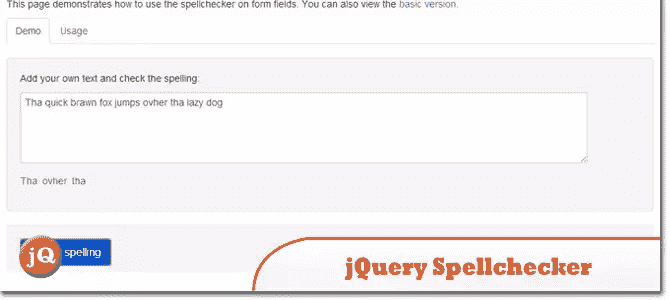 This page demonstrates how to use the spellchecker on form fields. You can also view the basic version.
Demo Usage
Add your own text and check the spelling:
Tha quick brawn fox jumps ovher tha lazy dog
Tha ovher tha
jQ spelling
jQuery Spellchecker